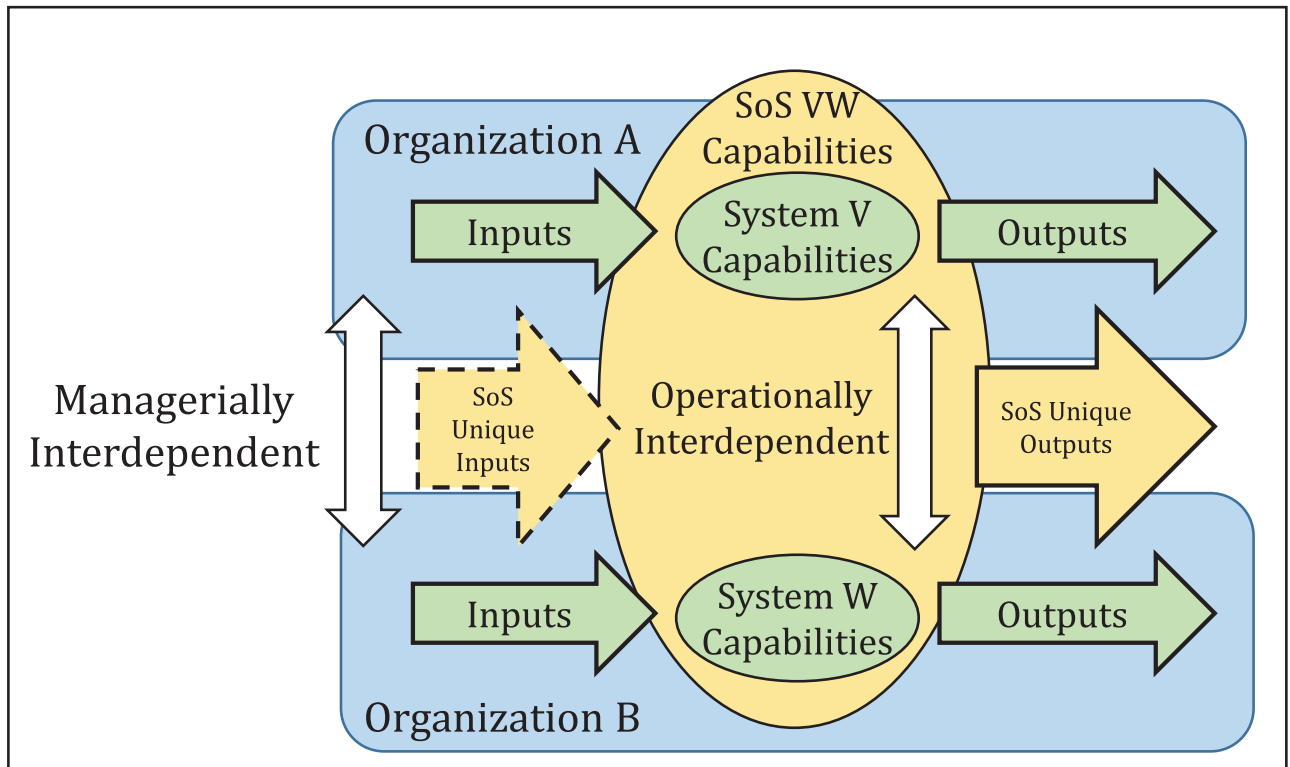 SoS VW
Capabilities
Organization A
Inputs
System V
Capabilities
Outputs
Managerially
Interdependent
SoS
Unique
Inputs
Operationally
Interdependent
SoS Unique
Outputs
Inputs
System W
Capabilities
Outputs
Organization B